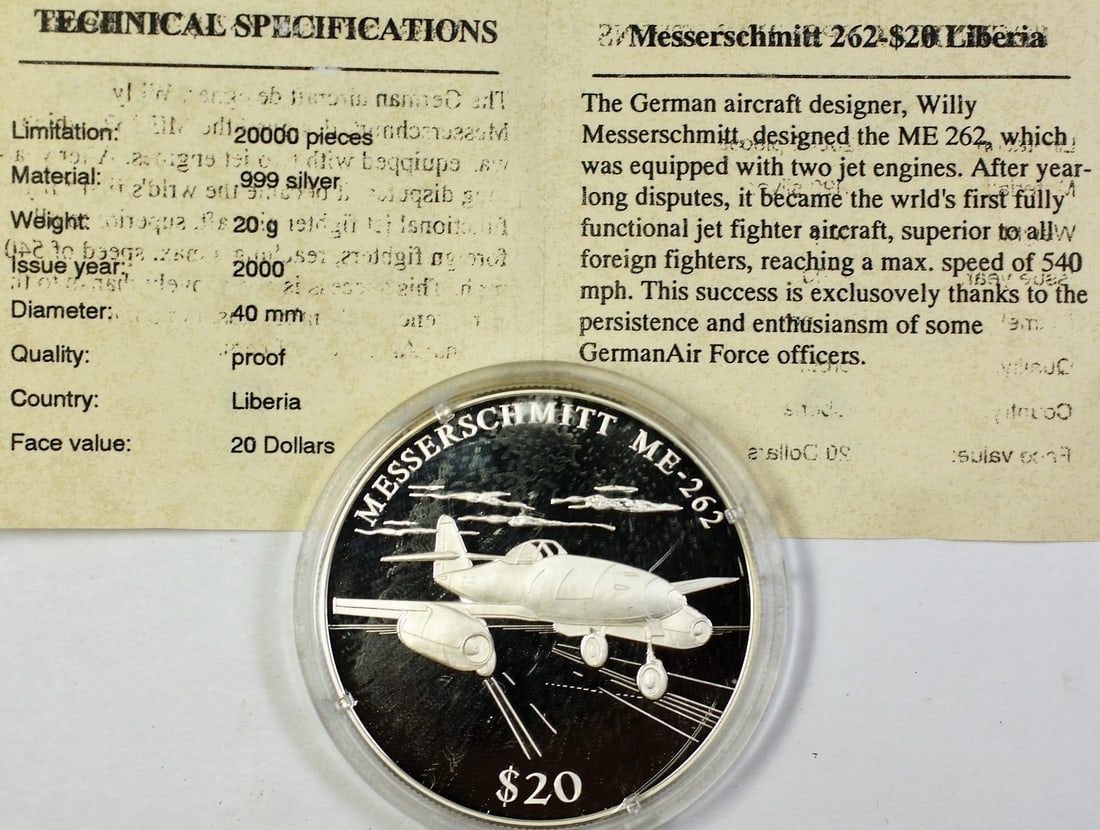 TECHNICAL SPECIFICATIONS
Limitation: 20000 pieces
Material: .999 silver
Weight: 20 g
Issue year: 2000
Diameter: 40 mm
Quality: proof
Country: Liberia
Face value: 20 Dollars
Messerschmitt 262-$20 Liberia
The German aircraft designer, Willy
Messerschmitt, designed the ME 262, which
was equipped with two jet engines. After year-
long disputes, it became the wrld's first fully
functional jet fighter aircraft, superior to all
foreign fighters, reaching a max. speed of 540
mph. This success is exclusovely thanks to the
persistence and enthusiansm of some
GermanAir Force officers.
MESSERSCHMITT ME-262
$20